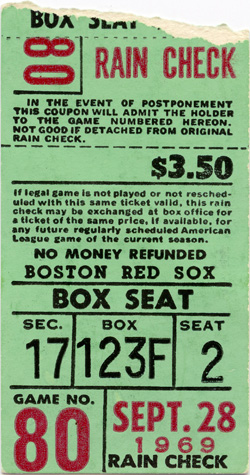 BOX SEAT
80 RAIN CHECK
IN THE EVENT OF POSTPONEMENT
THIS COUPON WILL ADMIT THE HOLDER
TO THE GAME NUMBERED HEREON.
NOT GOOD IF DETACHED FROM ORIGINAL
RAIN CHECK.
$3.50
If legal game is not played or not resched-
uled with this same ticket valid, this rain
check may be exchanged at box office for
a ticket of the same price, if available, for
any future regularly scheduled American
League game of the current season.
NO MONEY REFUNDED
BOSTON RED SOX
BOX SEAT
SEC. BOX SEAT
17 123F 2
GAME NO.
80 SEPT. 28
1969
RAIN CHECK